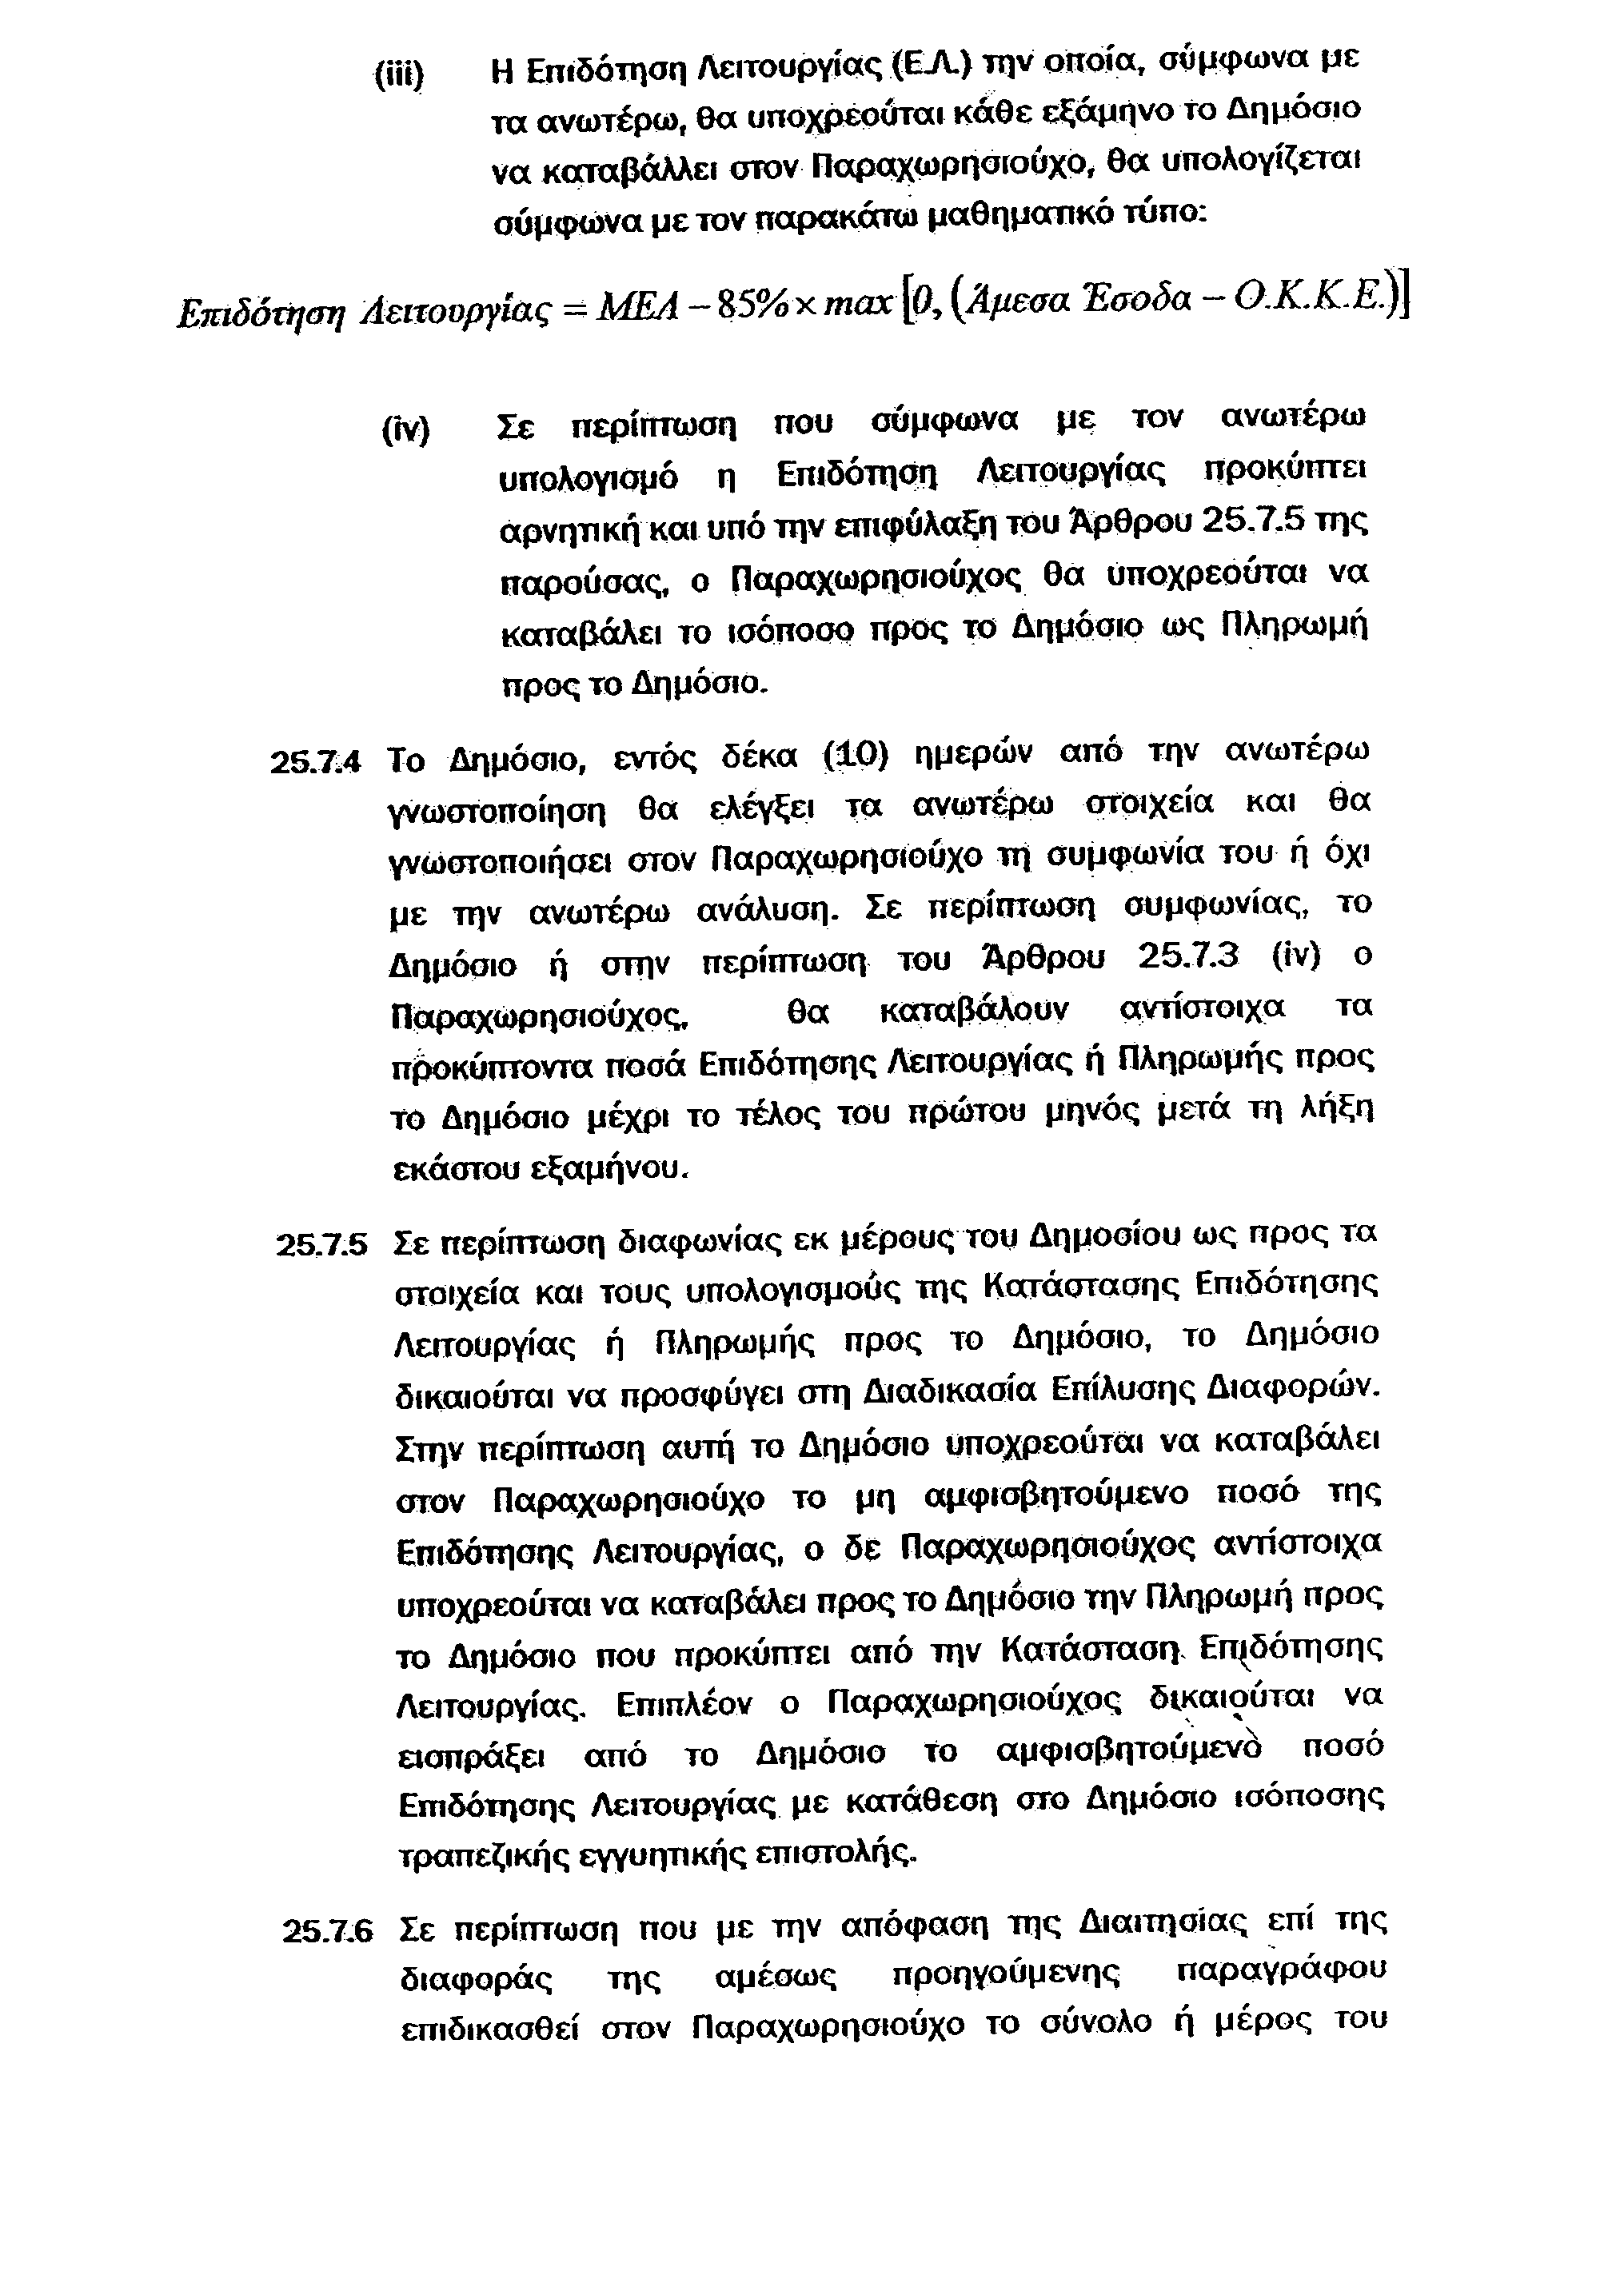 (iii) Η Επιδότηση Λειτουργίας (Ε.Λ.) την οποία, σύμφωνα με
τα ανωτέρω, θα υποχρεούται κάθε εξάμηνο το Δημόσιο
να καταβάλλει στον Παραχωρησιούχο, θα υπολογίζεται
σύμφωνα με τον παρακάτω μαθηματικό τύπο:
Επιδότηση Λειτουργίας = ΜΕΛ – 85% x max [0, (Άμεσα Έσοδα – Ο.Κ.Κ.Ε.)]
(iv) Σε περίπτωση που σύμφωνα με τον ανωτέρω
υπολογισμό η Επιδότηση Λειτουργίας προκύπτει
αρνητική και υπό την επιφύλαξη του Άρθρου 25.7.5 της
παρούσας, ο Παραχωρησιούχος θα υποχρεούται να
καταβάλει το ισόποσο προς το Δημόσιο ως Πληρωμή
προς το Δημόσιο.
25.7.4 Το Δημόσιο, εντός δέκα (10) ημερών από την ανωτέρω
γνωστοποίηση θα ελέγξει τα ανωτέρω στοιχεία και θα
γνωστοποιήσει στον Παραχωρησιούχο τη συμφωνία του ή όχι
με την ανωτέρω ανάλυση. Σε περίπτωση συμφωνίας, το
Δημόσιο ή στην περίπτωση του Άρθρου 25.7.3 (iv) ο
Παραχωρησιούχος, θα καταβάλουν αντίστοιχα τα
προκύπτοντα ποσά Επιδότησης Λειτουργίας ή Πληρωμής προς
το Δημόσιο μέχρι το τέλος του πρώτου μηνός μετά τη λήξη
εκάστου εξαμήνου.
25.7.5 Σε περίπτωση διαφωνίας εκ μέρους του Δημοσίου ως προς τα
στοιχεία και τους υπολογισμούς της Κατάστασης Επιδότησης
Λειτουργίας ή Πληρωμής προς το Δημόσιο, το Δημόσιο
δικαιούται να προσφύγει στη Διαδικασία Επίλυσης Διαφορών.
Στην περίπτωση αυτή το Δημόσιο υποχρεούται να καταβάλει
στον Παραχωρησιούχο το μη αμφισβητούμενο ποσό της
Επιδότησης Λειτουργίας, ο δε Παραχωρησιούχος αντίστοιχα
υποχρεούται να καταβάλει προς το Δημόσιο την Πληρωμή προς
το Δημόσιο που προκύπτει από την Κατάσταση Επιδότησης
Λειτουργίας. Επιπλέον ο Παραχωρησιούχος δικαιούται να
εισπράξει από το Δημόσιο το αμφισβητούμενο ποσό
Επιδότησης Λειτουργίας με κατάθεση στο Δημόσιο ισόποσης
τραπεζικής εγγυητικής επιστολής.
25.7.6 Σε περίπτωση που με την απόφαση της Διαιτησίας επί της
διαφοράς της αμέσως προηγούμενης παραγράφου
επιδικασθεί στον Παραχωρησιούχο το σύνολο ή μέρος του